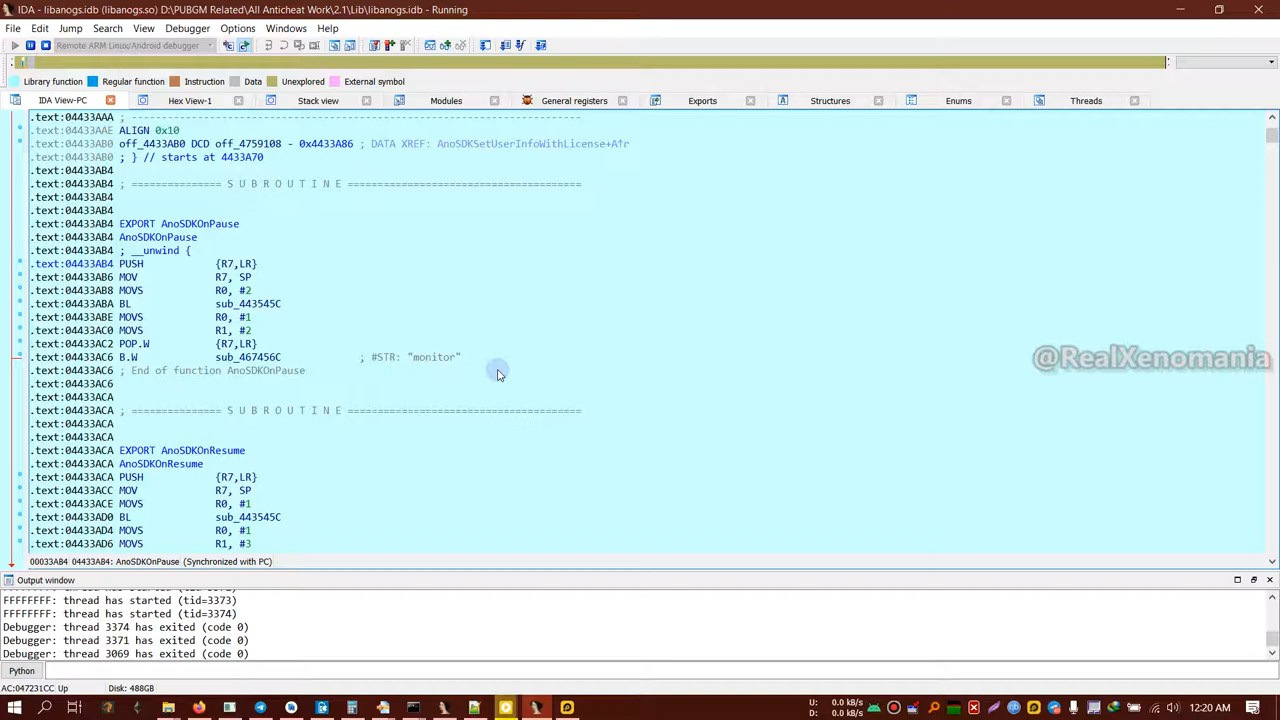 IDA - libanogs.idb (libanogs.so) D:\PUBGM Related\All Anticheat Work\2.1\Lib\libanogs.idb - Running
File Edit Jump Search View Debugger Options Windows Help
Remote ARM Linux/Android debugger
Library function Regular function Instruction Data Unexplored External symbol
IDA View-PC Hex View-1 Stack view Modules General registers Exports Structures Enums Threads
.text:04433AAA ; ---------------------------------------------------------------------------
.text:04433AAE ALIGN 0x10
.text:04433AB0 off_4433AB0 DCD off_4759108 - 0x4433A86 ; DATA XREF: AnoSDKSetUserInfoWithLicense+A↑r
.text:04433AB0 ; } // starts at 4433A70
.text:04433AB4
.text:04433AB4 ; =============== S U B R O U T I N E =======================================
.text:04433AB4
.text:04433AB4
.text:04433AB4 EXPORT AnoSDKOnPause
.text:04433AB4 AnoSDKOnPause
.text:04433AB4 ; __unwind {
.text:04433AB4 PUSH {R7,LR}
.text:04433AB6 MOV R7, SP
.text:04433AB8 MOVS R0, #2
.text:04433ABA BL sub_443545C
.text:04433ABE MOVS R0, #1
.text:04433AC0 MOVS R1, #2
.text:04433AC2 POP.W {R7,LR}
.text:04433AC6 B.W sub_467456C ; #STR: "monitor"
.text:04433AC6 ; End of function AnoSDKOnPause
.text:04433AC6
.text:04433ACA
.text:04433ACA ; =============== S U B R O U T I N E =======================================
.text:04433ACA
.text:04433ACA
.text:04433ACA EXPORT AnoSDKOnResume
.text:04433ACA AnoSDKOnResume
.text:04433ACA PUSH {R7,LR}
.text:04433ACC MOV R7, SP
.text:04433ACE MOVS R0, #1
.text:04433AD0 BL sub_443545C
.text:04433AD4 MOVS R0, #1
.text:04433AD6 MOVS R1, #3
@RealXenomania
00033AB4 04433AB4: AnoSDKOnPause (Synchronized with PC)
Output window
FFFFFFFF: thread has started (tid=3373)
FFFFFFFF: thread has started (tid=3374)
Debugger: thread 3374 has exited (code 0)
Debugger: thread 3371 has exited (code 0)
Debugger: thread 3069 has exited (code 0)
Python
AC:047231CC Up Disk: 488GB
U: 0.0 kB/s
D: 0.0 kB/s
12:20 AM